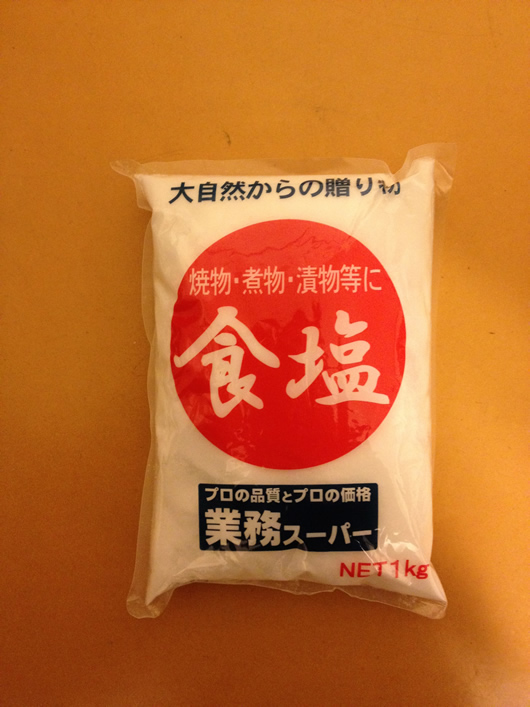 大自然からの贈り物
焼物・煮物・漬物等に
食塩
プロの品質とプロの価格
業務スーパー
NET1kg